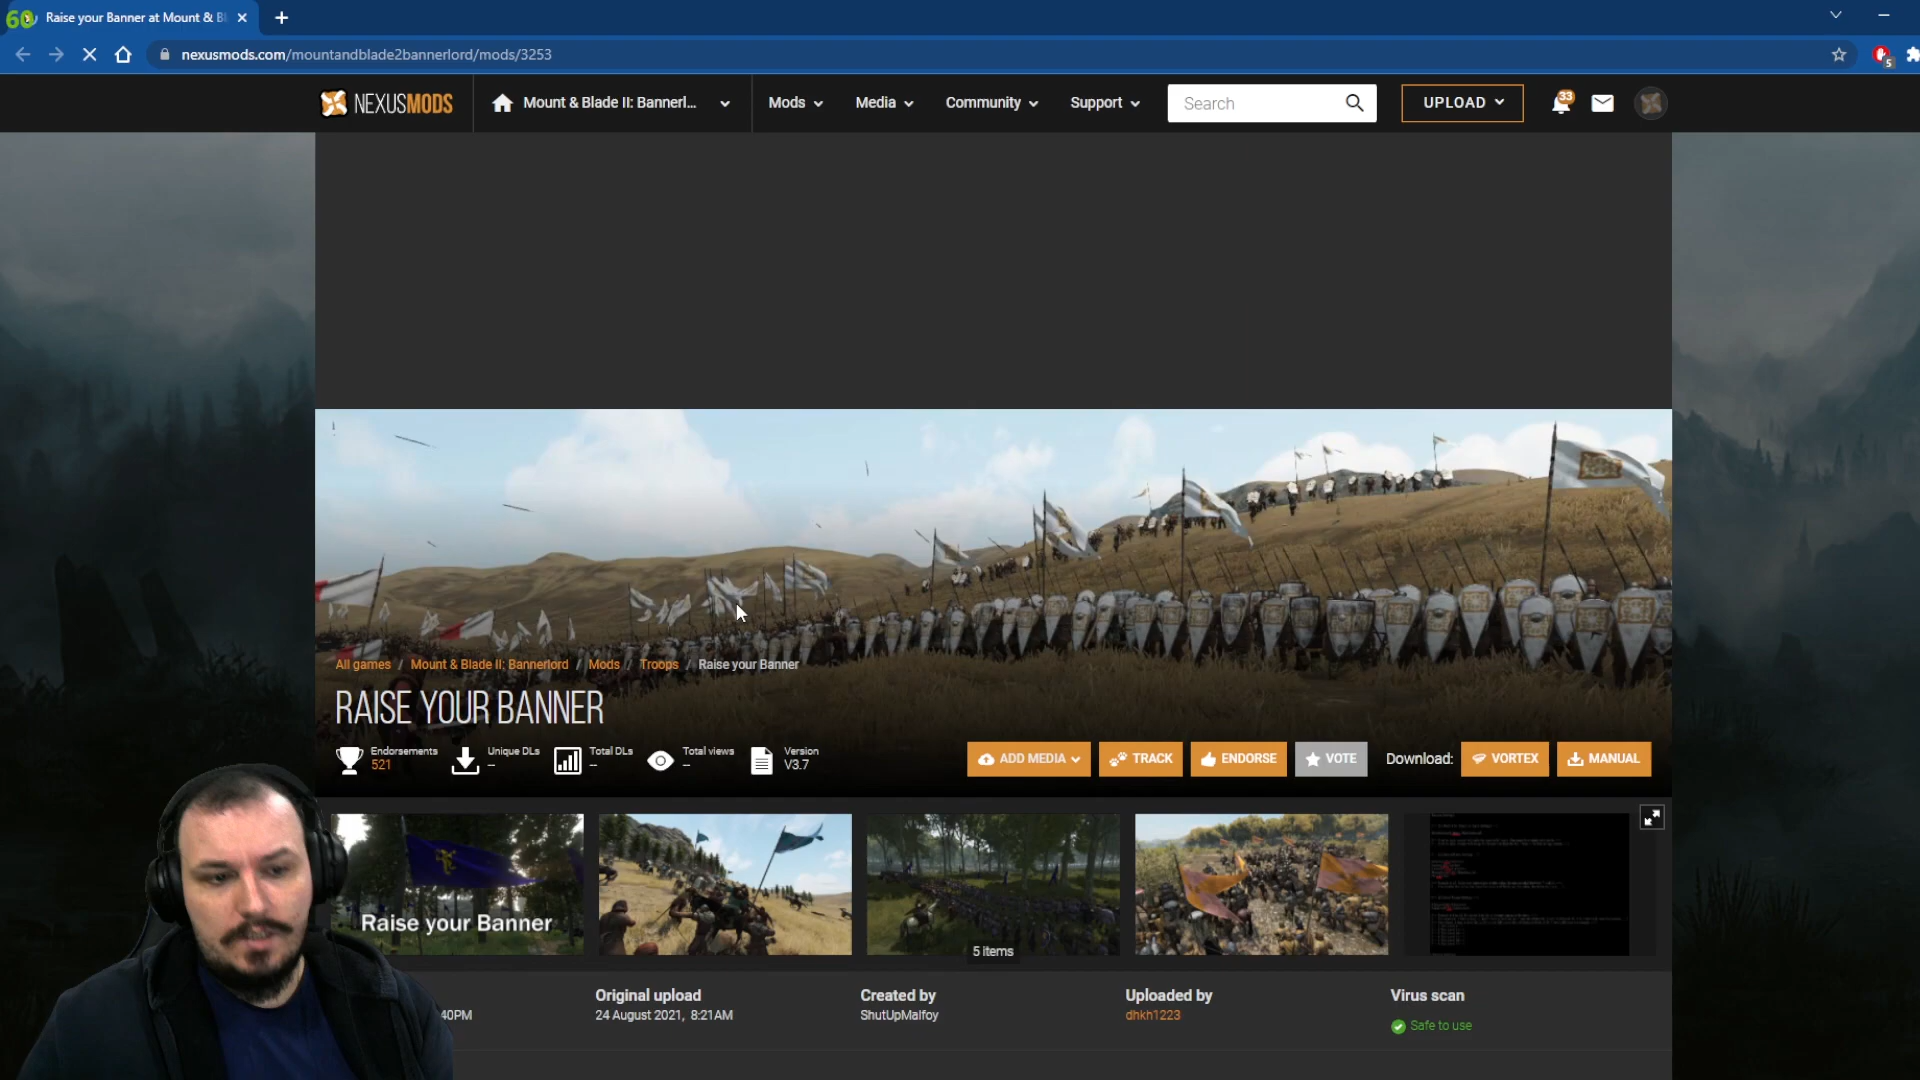 60
Raise your Banner at Mount & Bl
nexusmods.com/mountandblade2bannerlord/mods/3253
5
NEXUSMODS
Mount & Blade II: Bannerl...
Mods
Media
Community
Support
Search
UPLOAD
33
All games / Mount & Blade II: Bannerlord / Mods / Troops / Raise your Banner
RAISE YOUR BANNER
Endorsements
521
Unique DLs
--
Total DLs
--
Total views
--
Version
V3.7
ADD MEDIA
TRACK
ENDORSE
VOTE
Download:
VORTEX
MANUAL
Raise your Banner
5 items
40PM
Original upload
24 August 2021, 8:21AM
Created by
ShutUpMalfoy
Uploaded by
dhkh1223
Virus scan
Safe to use